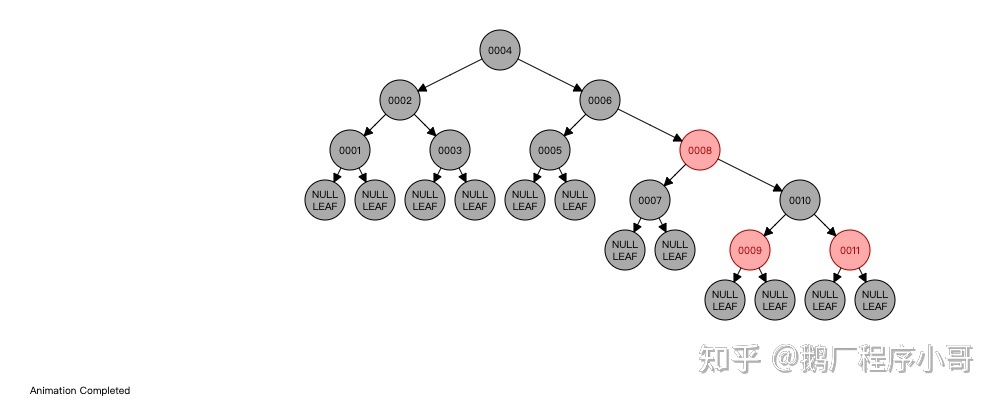 0004
0002
0006
0001
0003
0005
0008
NULL
LEAF
NULL
LEAF
NULL
LEAF
NULL
LEAF
NULL
LEAF
NULL
LEAF
0007
0010
NULL
LEAF
NULL
LEAF
0009
0011
NULL
LEAF
NULL
LEAF
NULL
LEAF
NULL
LEAF
知乎 @鹅厂程序小哥
Animation Completed